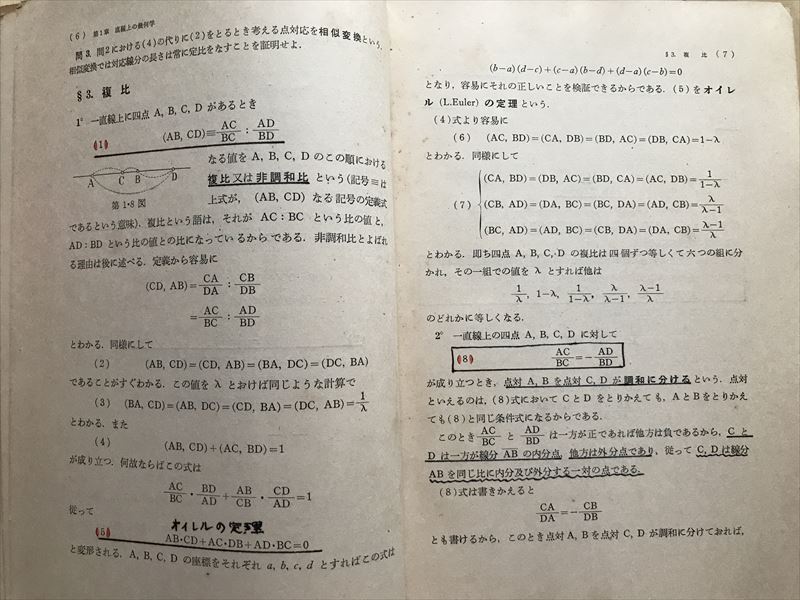 (6) 第1章 直線上の幾何学
問3. 問2における(4)の代りに(2)をとるとき考える点対応を相似変換という.
相似変換では対応線分の長さは常に定比をなすことを証明せよ.
§3. 複比
1° 一直線上に四点 A, B, C, D があるとき
(1) (AB, CD)≡AC/BC : AD/BD
なる値を A, B, C, D のこの順における
複比又は非調和比 という(記号≡は
上式が, (AB, CD) なる記号の定義式
A C B D
第1·8図
であるという意味). 複比という語は, それが AC:BC という比の値と,
AD:BD という比の値との比になっているからである. 非調和比とよばれ
る理由は後に述べる. 定義から容易に
(CD, AB)=CA/DA : CB/DB
=AC/BC : AD/BD
とわかる. 同様にして
(2) (AB, CD)=(CD, AB)=(BA, DC)=(DC, BA)
であることがすぐわかる. この値を λ とおけば同じような計算で
(3) (BA, CD)=(AB, DC)=(CD, BA)=(DC, AB)=1/λ
とわかる. また
(4) (AB, CD)+(AC, BD)=1
が成り立つ. 何故ならばこの式は
AC/BC · BD/AD + AB/CB · CD/AD =1
従って
オイレルの定理
(5) AB·CD+AC·DB+AD·BC=0
と変形される. A, B, C, D の座標をそれぞれ a, b, c, d とすればこの式は
§3. 複 比 (7)
(b-a)(d-c)+(c-a)(b-d)+(d-a)(c-b)=0
となり, 容易にそれの正しいことを検証できるからである. (5)をオイレ
ル (L.Euler) の定理という.
(4)式より容易に
(6) (AC, BD)=(CA, DB)=(BD, AC)=(DB, CA)=1-λ
とわかる. 同様にして
(CA, BD)=(DB, AC)=(BD, CA)=(AC, DB)=1/(1-λ)
(7) (CB, AD)=(DA, BC)=(BC, DA)=(AD, CB)=λ/(λ-1)
(BC, AD)=(AD, BC)=(CB, DA)=(DA, CB)=(λ-1)/λ
とわかる. 即ち四点 A, B, C, D の複比は四個ずつ等しくて六つの組に分
かれ, その一組での値を λ とすれば他は
1/λ, 1-λ, 1/(1-λ), λ/(λ-1), (λ-1)/λ
のどれかに等しくなる.
2° 一直線上の四点 A, B, C, D に対して
(8) AC/BC=-AD/BD
が成り立つとき, 点対 A, B を点対 C, D が調和に分けるという. 点対
といえるのは, (8)式において C と D をとりかえても, A と B をとりかえ
ても(8)と同じ条件式になるからである.
このとき AC/BC と AD/BD は一方が正であれば他方は負であるから, C と
D は一方が線分 AB の内分点, 他方は外分点であり, 従って C, D は線分
AB を同じ比に内分及び外分する一対の点である.
(8)式は書きかえると
CA/DA=-CB/DB
とも書けるから, このとき点対 A, B を点対 C, D が調和に分けておれば,